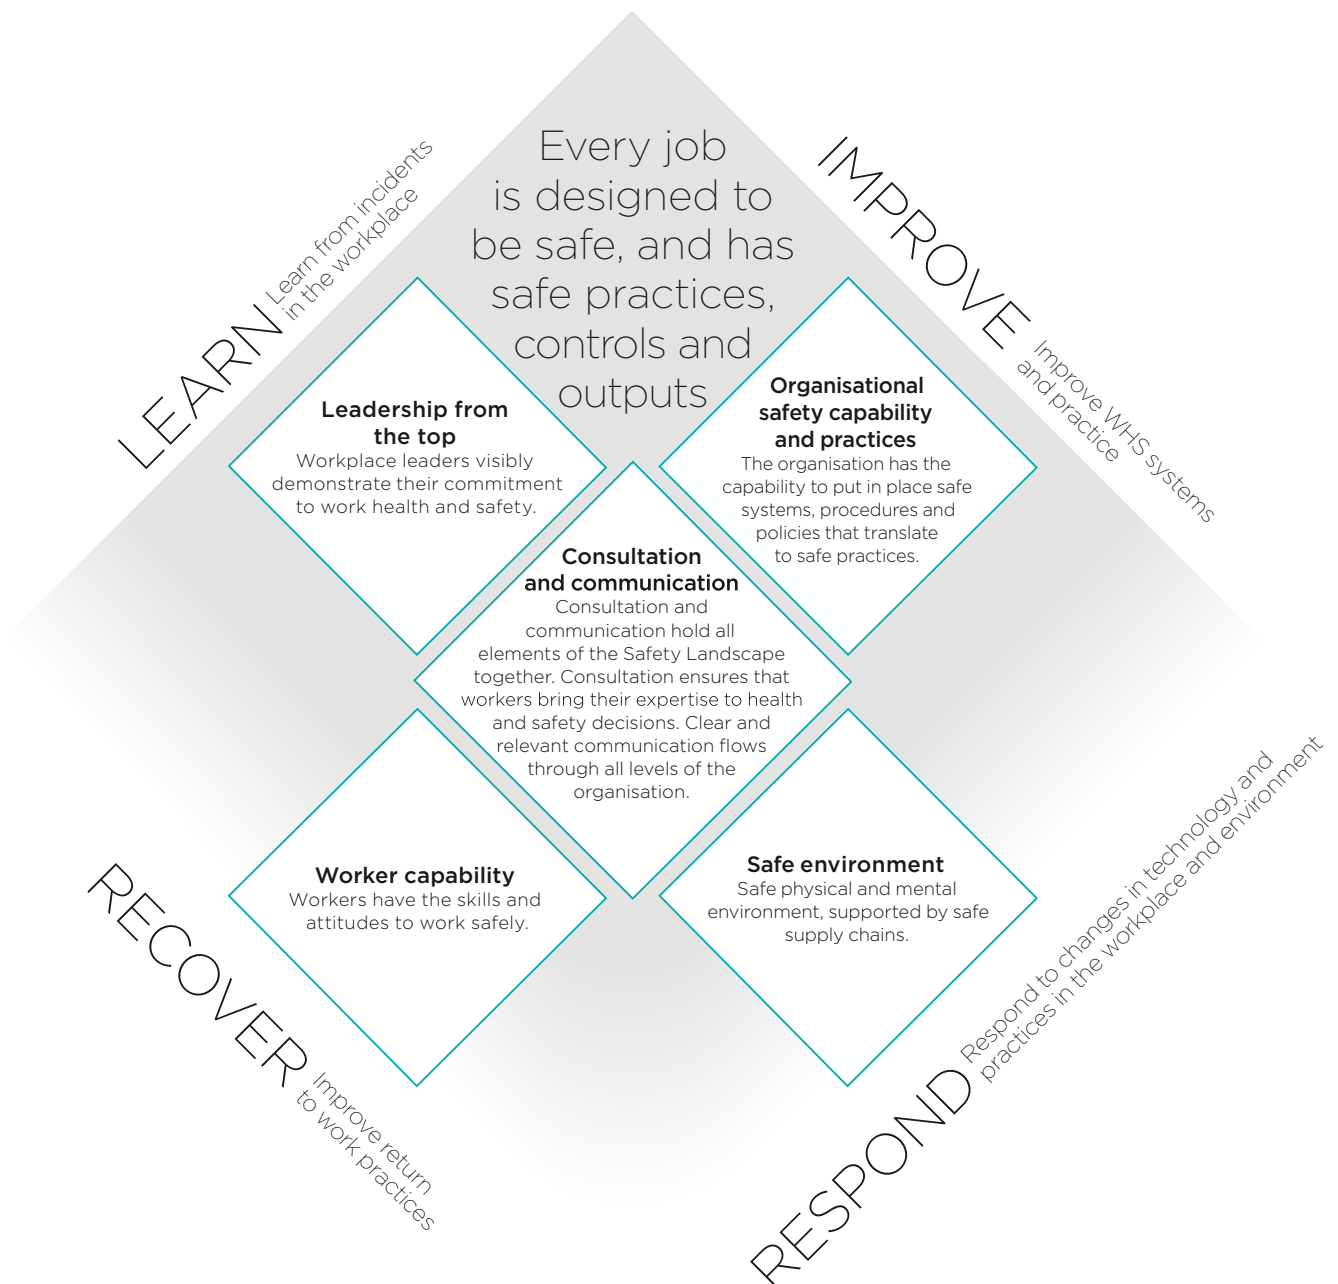 Every job
is designed to
be safe, and has
safe practices,
controls and
outputs
LEARN
Learn from incidents
in the workplace
IMPROVE
Improve WHS systems
and practice
Leadership from
the top
Workplace leaders visibly
demonstrate their commitment
to work health and safety.
Organisational
safety capability
and practices
The organisation has the
capability to put in place safe
systems, procedures and
policies that translate
to safe practices.
Consultation
and communication
Consultation and
communication hold all
elements of the Safety Landscape
together. Consultation ensures that
workers bring their expertise to health
and safety decisions. Clear and
relevant communication flows
through all levels of the
organisation.
Worker capability
Workers have the skills and
attitudes to work safely.
Safe environment
Safe physical and mental
environment, supported by safe
supply chains.
RECOVER
Improve return
to work practices
RESPOND
Respond to changes in technology and
practices in the workplace and environment